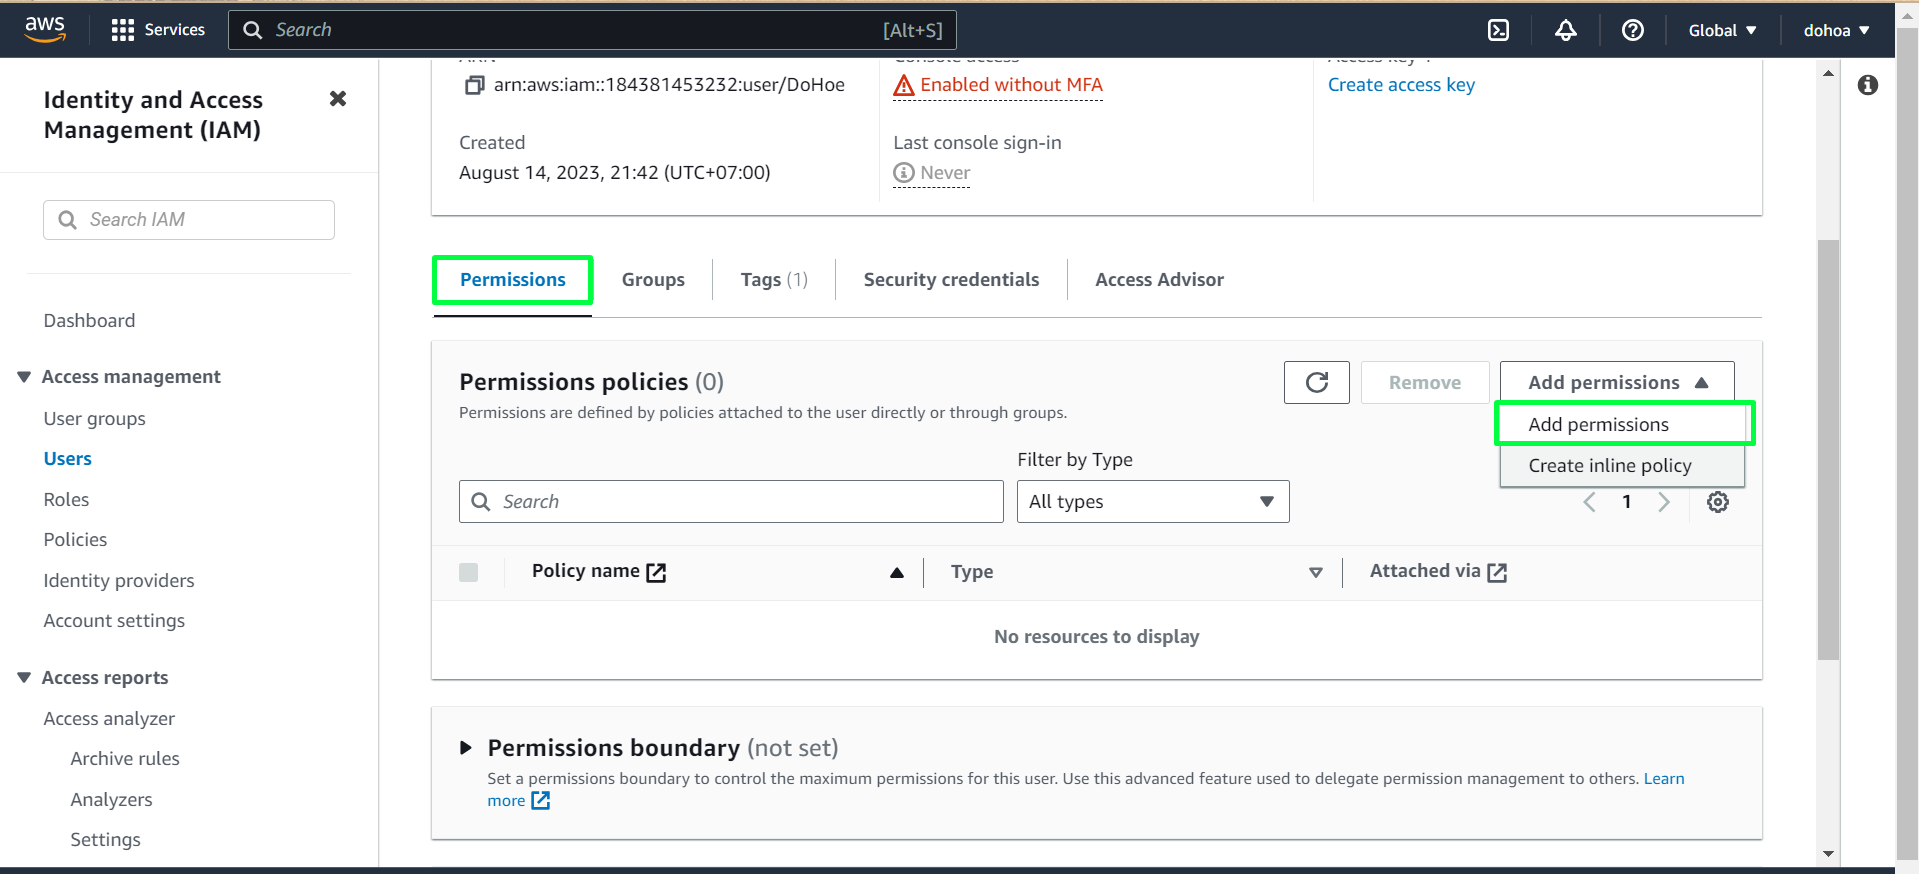 aws
Services
Search
[Alt+S]
Global
dohoa
Identity and Access
Management (IAM)
Search IAM
Dashboard
Access management
User groups
Users
Roles
Policies
Identity providers
Account settings
Access reports
Access analyzer
Archive rules
Analyzers
Settings
ARN
arn:aws:iam::184381453232:user/DoHoe
Created
August 14, 2023, 21:42 (UTC+07:00)
Console access
Enabled without MFA
Last console sign-in
Never
Access key 1
Create access key
Permissions
Groups
Tags (1)
Security credentials
Access Advisor
Permissions policies (0)
Permissions are defined by policies attached to the user directly or through groups.
Remove
Add permissions
Add permissions
Create inline policy
Filter by Type
Search
All types
1
Policy name
Type
Attached via
No resources to display
Permissions boundary (not set)
Set a permissions boundary to control the maximum permissions for this user. Use this advanced feature used to delegate permission management to others. Learn
more